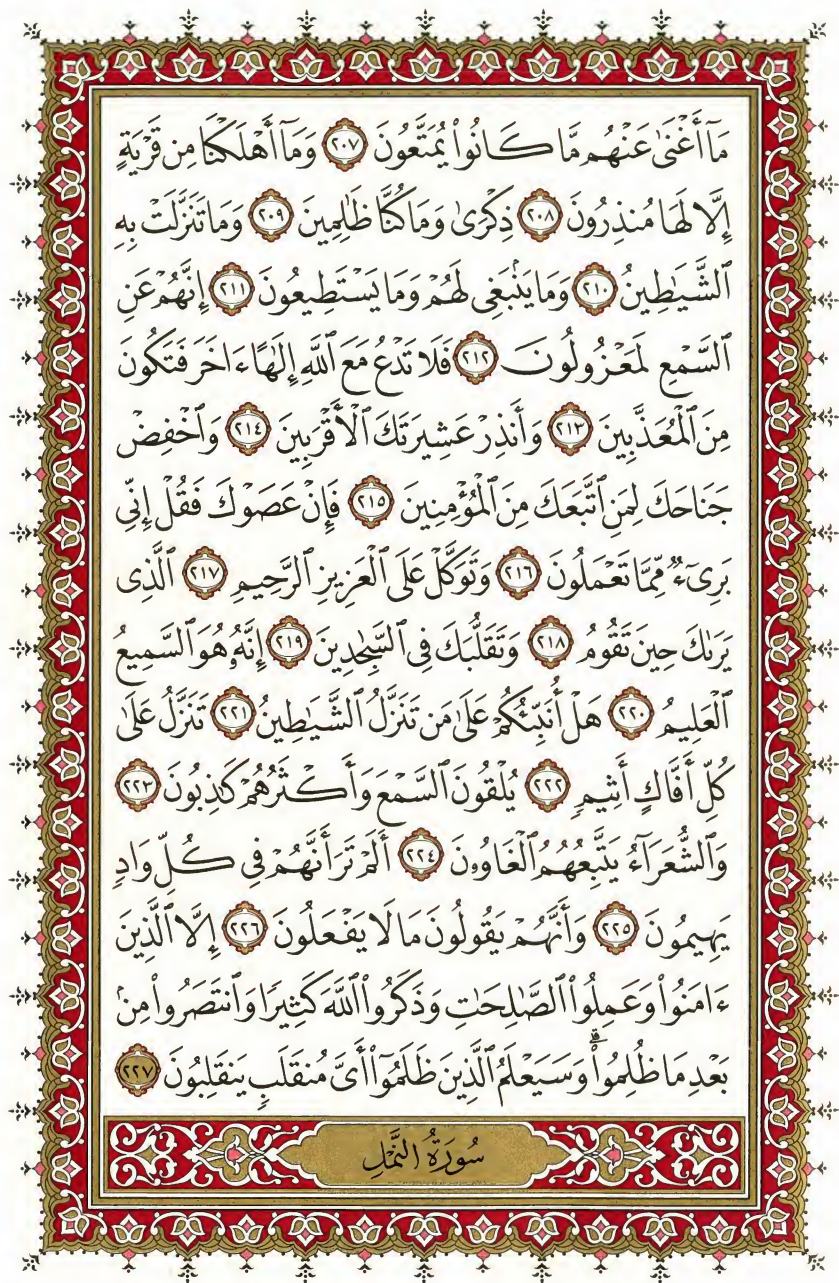 مَآ أَغْنَىٰ عَنْهُم مَّا كَانُوا۟ يُمَتَّعُونَ ٢٠٧ وَمَآ أَهْلَكْنَا مِن قَرْيَةٍ
إِلَّا لَهَا مُنذِرُونَ ٢٠٨ ذِكْرَىٰ وَمَا كُنَّا ظَٰلِمِينَ ٢٠٩ وَمَا تَنَزَّلَتْ بِهِ
ٱلشَّيَٰطِينُ ٢١٠ وَمَا يَنۢبَغِى لَهُمْ وَمَا يَسْتَطِيعُونَ ٢١١ إِنَّهُمْ عَنِ
ٱلسَّمْعِ لَمَعْزُولُونَ ٢١٢ فَلَا تَدْعُ مَعَ ٱللَّهِ إِلَٰهًا ءَاخَرَ فَتَكُونَ
مِنَ ٱلْمُعَذَّبِينَ ٢١٣ وَأَنذِرْ عَشِيرَتَكَ ٱلْأَقْرَبِينَ ٢١٤ وَٱخْفِضْ
جَنَاحَكَ لِمَنِ ٱتَّبَعَكَ مِنَ ٱلْمُؤْمِنِينَ ٢١٥ فَإِنْ عَصَوْكَ فَقُلْ إِنِّى
بَرِىٓءٌ مِّمَّا تَعْمَلُونَ ٢١٦ وَتَوَكَّلْ عَلَى ٱلْعَزِيزِ ٱلرَّحِيمِ ٢١٧ ٱلَّذِى
يَرَىٰكَ حِينَ تَقُومُ ٢١٨ وَتَقَلُّبَكَ فِى ٱلسَّٰجِدِينَ ٢١٩ إِنَّهُۥ هُوَ ٱلسَّمِيعُ
ٱلْعَلِيمُ ٢٢٠ هَلْ أُنَبِّئُكُمْ عَلَىٰ مَن تَنَزَّلُ ٱلشَّيَٰطِينُ ٢٢١ تَنَزَّلُ عَلَىٰ
كُلِّ أَفَّاكٍ أَثِيمٍ ٢٢٢ يُلْقُونَ ٱلسَّمْعَ وَأَكْثَرُهُمْ كَٰذِبُونَ ٢٢٣
وَٱلشُّعَرَآءُ يَتَّبِعُهُمُ ٱلْغَاوُۥنَ ٢٢٤ أَلَمْ تَرَ أَنَّهُمْ فِى كُلِّ وَادٍ
يَهِيمُونَ ٢٢٥ وَأَنَّهُمْ يَقُولُونَ مَا لَا يَفْعَلُونَ ٢٢٦ إِلَّا ٱلَّذِينَ
ءَامَنُوا۟ وَعَمِلُوا۟ ٱلصَّٰلِحَٰتِ وَذَكَرُوا۟ ٱللَّهَ كَثِيرًا وَٱنتَصَرُوا۟ مِنۢ
بَعْدِ مَا ظُلِمُوا۟ ۗ وَسَيَعْلَمُ ٱلَّذِينَ ظَلَمُوٓا۟ أَىَّ مُنقَلَبٍ يَنقَلِبُونَ ٢٢٧
سُورَةُ النَّمْلِ